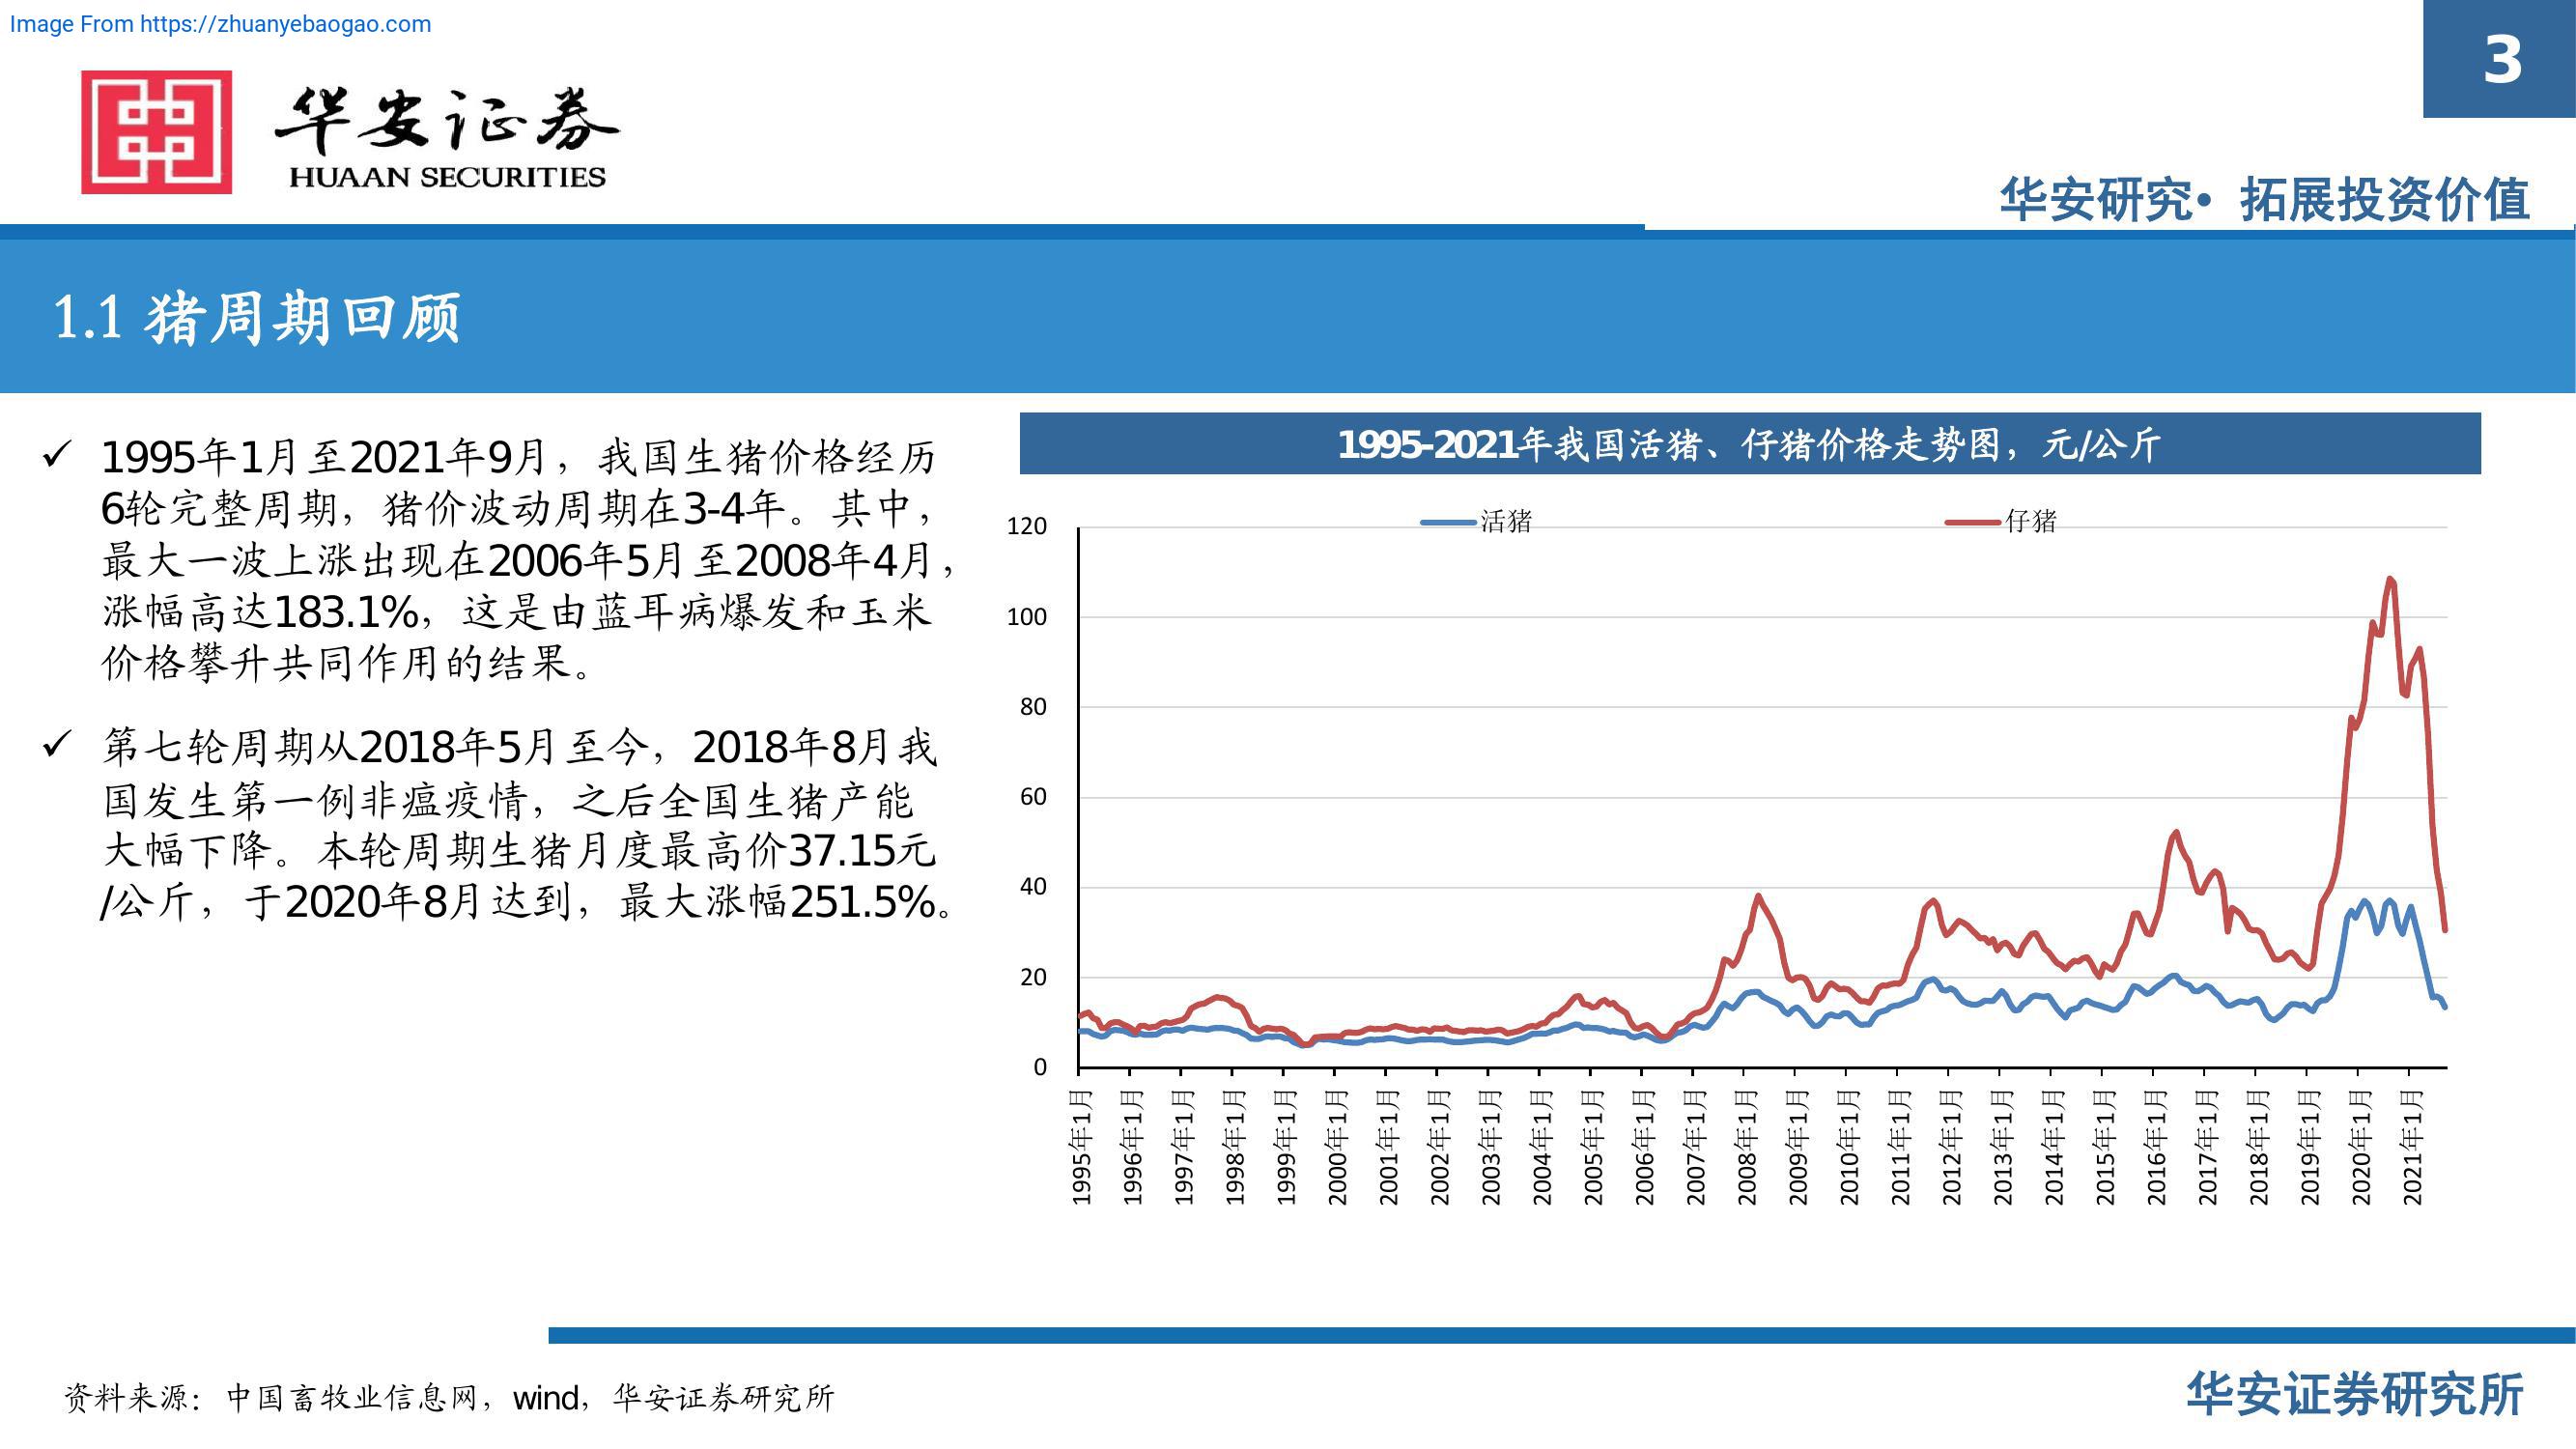 Image From https://zhuanyebaogao.com
3
华安证券
HUAAN SECURITIES
华安研究• 拓展投资价值
1.1 猪周期回顾
✓ 1995年1月至2021年9月，我国生猪价格经历
6轮完整周期，猪价波动周期在3-4年。其中，
最大一波上涨出现在2006年5月至2008年4月，
涨幅高达183.1%，这是由蓝耳病爆发和玉米
价格攀升共同作用的结果。
✓ 第七轮周期从2018年5月至今，2018年8月我
国发生第一例非瘟疫情，之后全国生猪产能
大幅下降。本轮周期生猪月度最高价37.15元
/公斤，于2020年8月达到，最大涨幅251.5%。
1995-2021年我国活猪、仔猪价格走势图，元/公斤
活猪
仔猪
120
100
80
60
40
20
0
1995年1月
1996年1月
1997年1月
1998年1月
1999年1月
2000年1月
2001年1月
2002年1月
2003年1月
2004年1月
2005年1月
2006年1月
2007年1月
2008年1月
2009年1月
2010年1月
2011年1月
2012年1月
2013年1月
2014年1月
2015年1月
2016年1月
2017年1月
2018年1月
2019年1月
2020年1月
2021年1月
资料来源：中国畜牧业信息网，wind，华安证券研究所
华安证券研究所